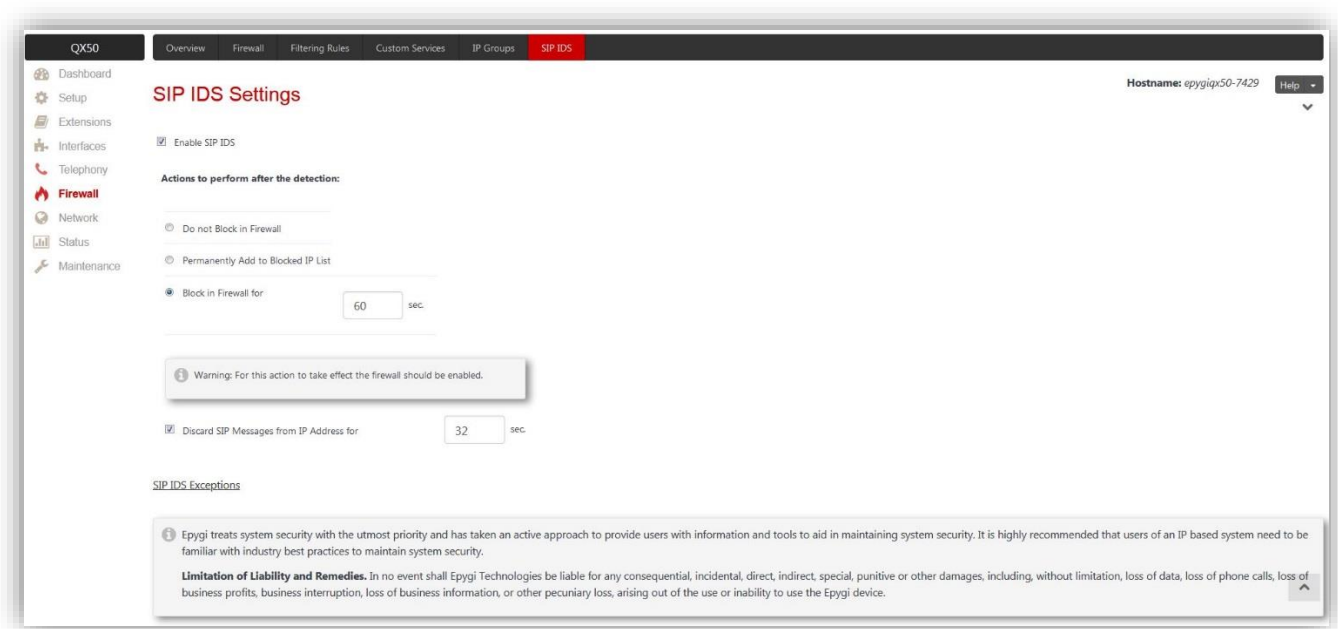 QX50
Overview Firewall Filtering Rules Custom Services IP Groups SIP IDS
Dashboard
Setup
Extensions
Interfaces
Telephony
Firewall
Network
Status
Maintenance
SIP IDS Settings
Hostname: epygiqx50-7429
Help
Enable SIP IDS
Actions to perform after the detection:
Do not Block in Firewall
Permanently Add to Blocked IP List
Block in Firewall for 60 sec.
Warning: For this action to take effect the firewall should be enabled.
Discard SIP Messages from IP Address for 32 sec.
SIP IDS Exceptions
Epygi treats system security with the utmost priority and has taken an active approach to provide users with information and tools to aid in maintaining system security. It is highly recommended that users of an IP based system need to be
familiar with industry best practices to maintain system security.
Limitation of Liability and Remedies. In no event shall Epygi Technologies be liable for any consequential, incidental, direct, indirect, special, punitive or other damages, including, without limitation, loss of data, loss of phone calls, loss of
business profits, business interruption, loss of business information, or other pecuniary loss, arising out of the use or inability to use the Epygi device.